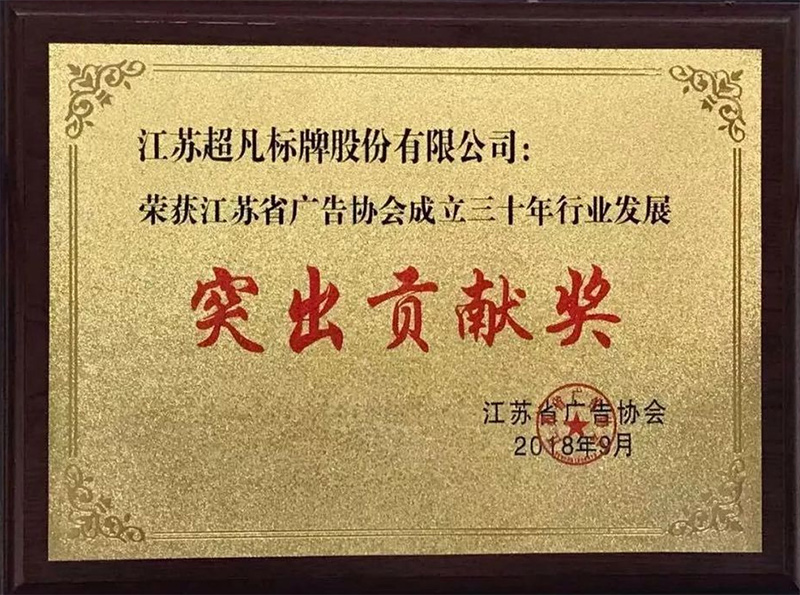 江苏超凡标牌股份有限公司：
荣获江苏省广告协会成立三十年行业发展
突出贡献奖
江苏省广告协会
2018年9月